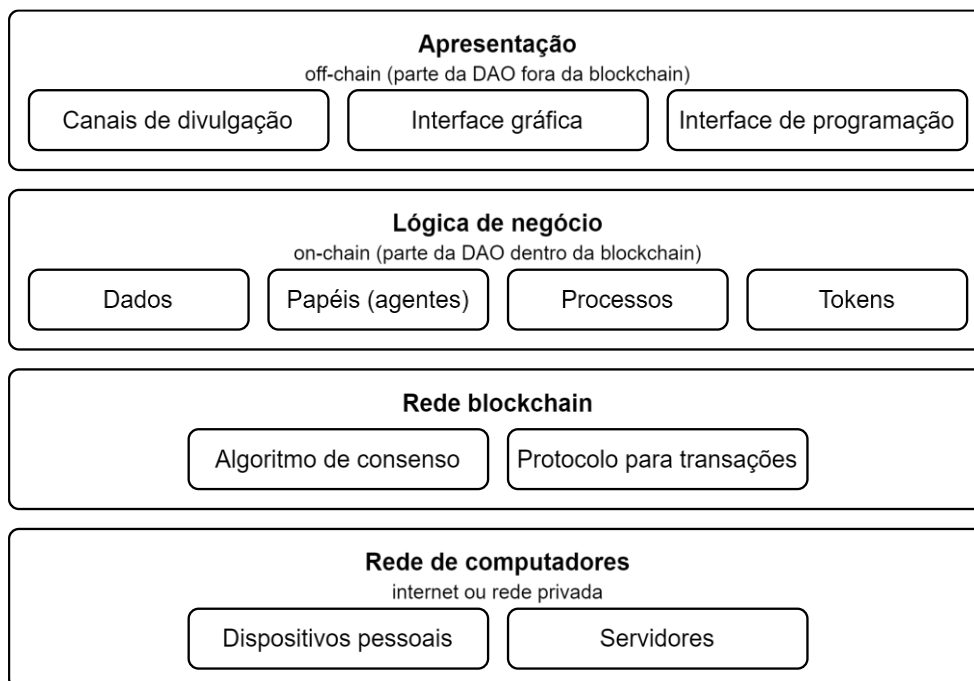 Apresentação
off-chain (parte da DAO fora da blockchain)
Canais de divulgação
Interface gráfica
Interface de programação
Lógica de negócio
on-chain (parte da DAO dentro da blockchain)
Dados
Papéis (agentes)
Processos
Tokens
Rede blockchain
Algoritmo de consenso
Protocolo para transações
Rede de computadores
internet ou rede privada
Dispositivos pessoais
Servidores